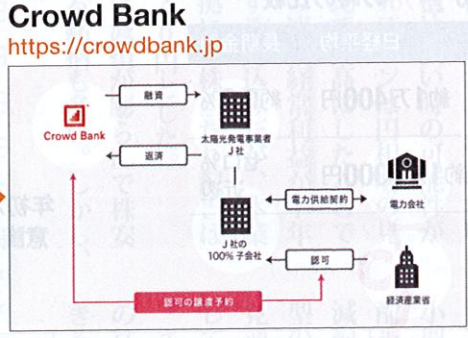 Crowd Bank
https://crowdbank.jp
融資
Crowd Bank
返済
太陽光発電事業者
J社
電力供給契約
電力会社
J社の
100%子会社
認可
経済産業省
認可の譲渡予約